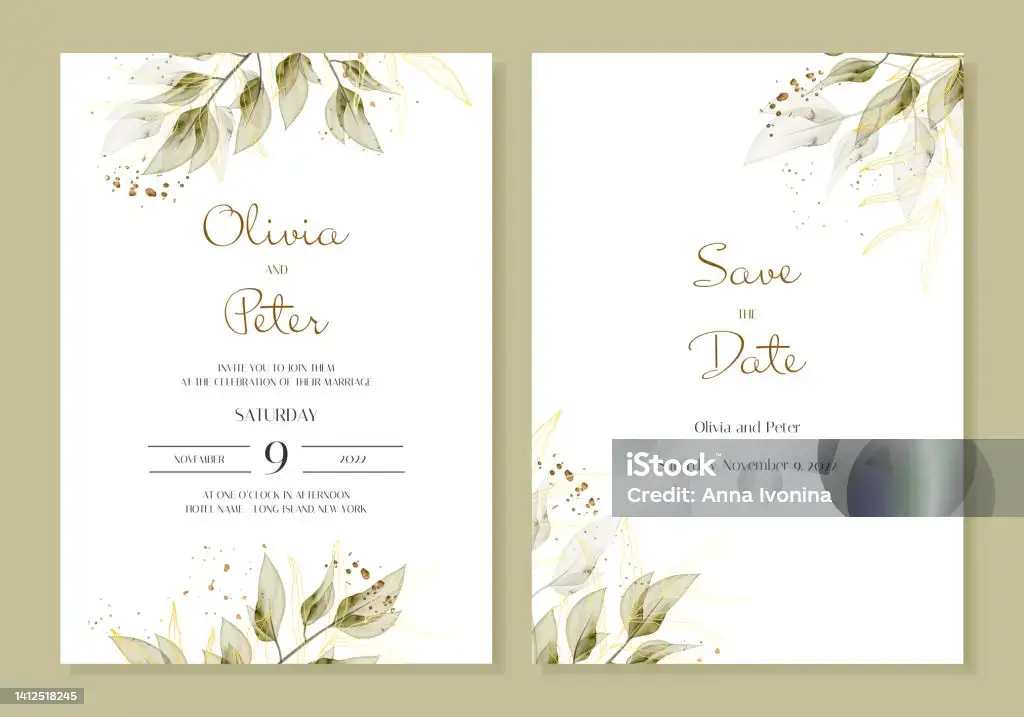 Olivia
AND
Peter
INVITE YOU TO JOIN THEM
AT THE CELEBRATION OF THEIR MARRIAGE
SATURDAY
NOVEMBER 9 2022
AT ONE O'CLOCK IN AFTERNOON
HOTEL NAME LONG ISLAND, NEW YORK
Save
THE
Date
Olivia and Peter
November 9, 2022
iStock™
Credit: Anna Ivonina
1412518245